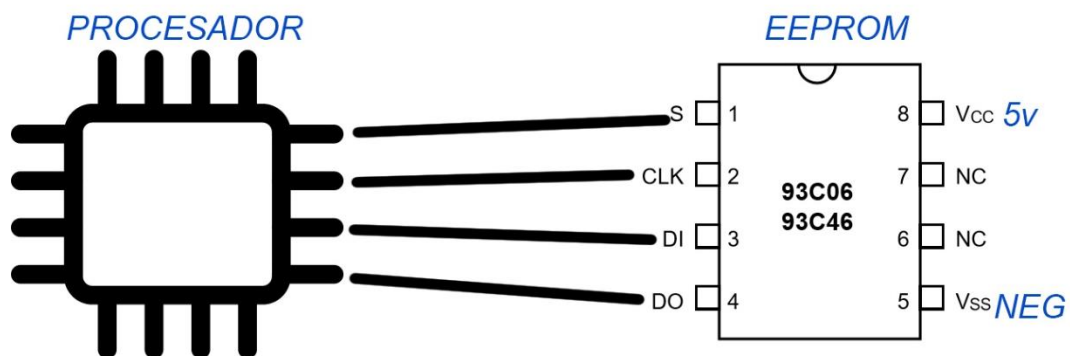 PROCESADOR
EEPROM
S 1
8 Vcc 5v
CLK 2
7 NC
93C06
93C46
DI 3
6 NC
DO 4
5 Vss NEG